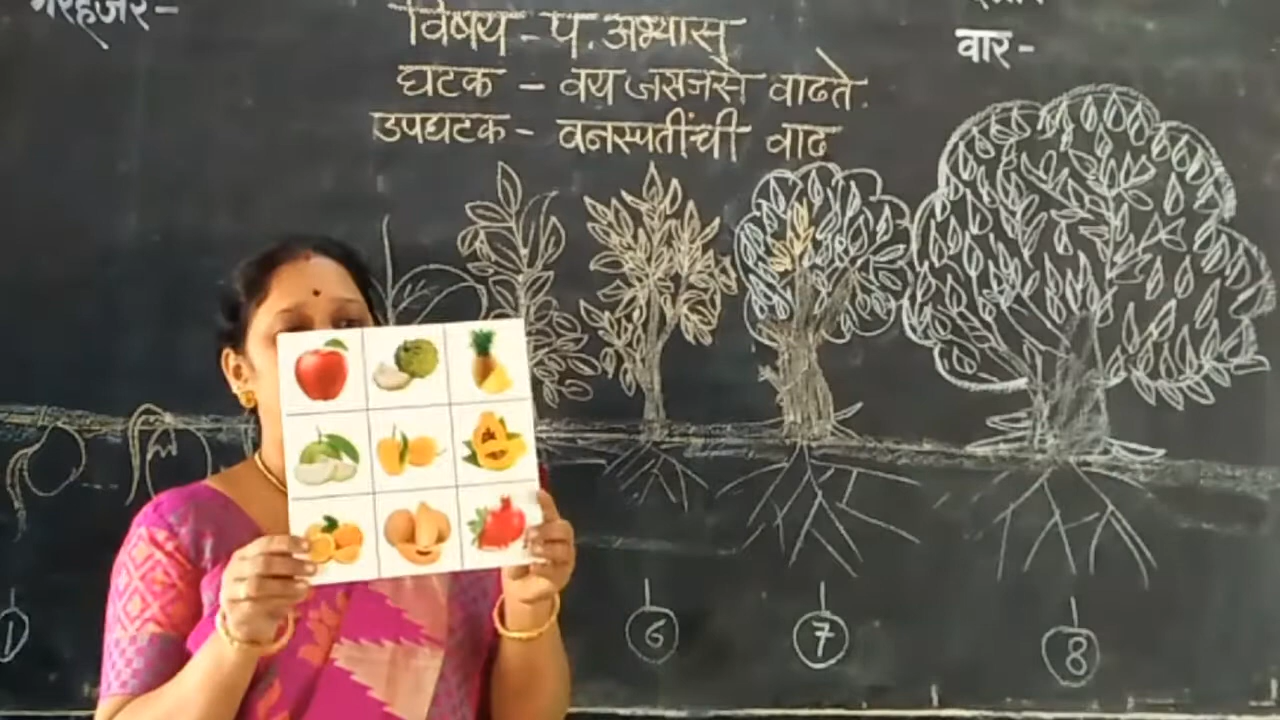 गैरहजर-
विषय - प. अभ्यास
वार-
घटक - वय जसजसे वाढते.
उपघटक - वनस्पतींची वाढ
1
6
7
8